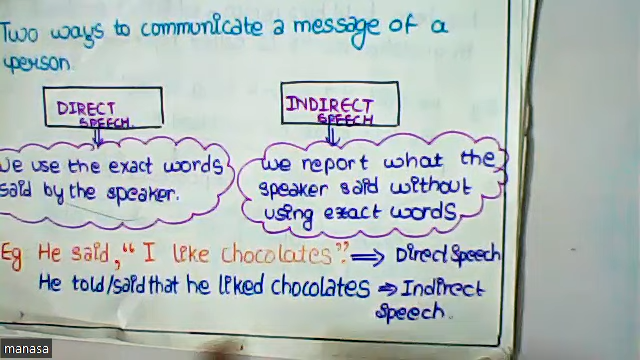 Two ways to communicate a message of a
person
DIRECT
SPEECH.
INDIRECT
SPEECH
We use the exact words
said by the speaker.
we report what the
speaker said without
using exact words.
Eg He said, "I like chocolates". ⇒ Direct Speech
He told/said that he liked chocolates ⇒ Indirect
Speech.
manasa